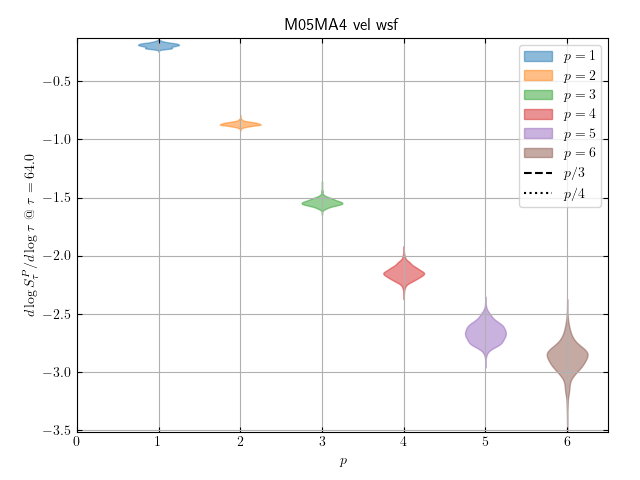 M05MA4 vel wsf
d log S_τ^P / d log τ @ τ = 64.0
−0.5
−1.0
−1.5
−2.0
−2.5
−3.0
−3.5
0 1 2 3 4 5 6
p
p = 1
p = 2
p = 3
p = 4
p = 5
p = 6
p/3
p/4